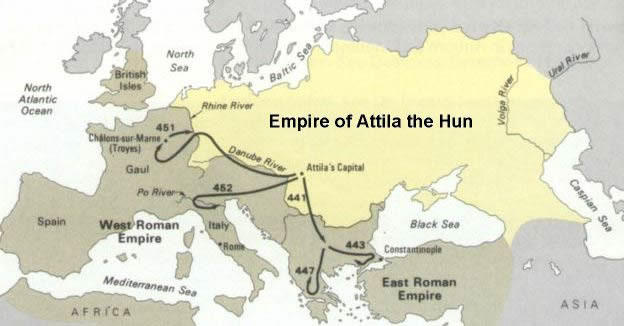 North
Atlantic
Ocean
North
Sea
British
Isles
Baltic Sea
Rhine River
Empire of Attila the Hun
Volga River
Ural River
Châlons-sur-Marne
(Troyes)
451
Gaul
Danube River
Attila's Capital
Po River
452
441
Caspian Sea
Spain
West Roman
Empire
Italy
Rome
Black Sea
443
Constantinople
447
East Roman
Empire
Mediterranean Sea
AFRICA
ASIA